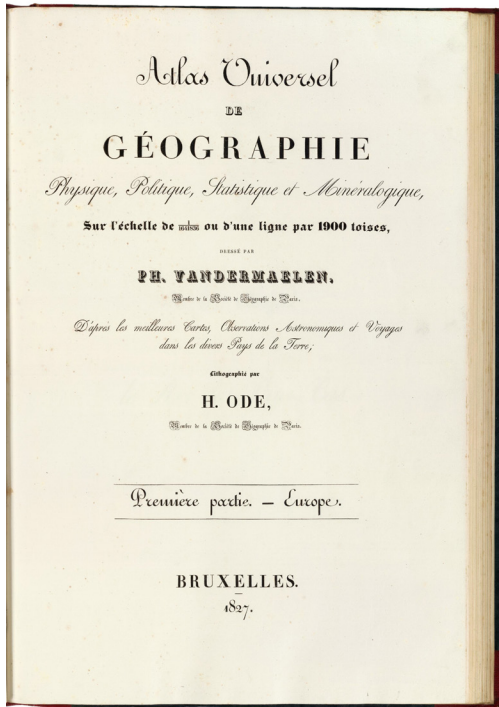 Atlas Universel
DE
GÉOGRAPHIE
Physique, Politique, Statistique et Minéralogique,
Sur l'échelle de ou d'une ligne par 1900 toises,
DRESSÉ PAR
PH. VANDERMAELEN,
Membre de la Société de Géographie de Paris.
D'après les meilleures Cartes, Observations Astronomiques et Voyages
dans les divers Pays de la Terre;
Lithographié par
H. ODE,
Membre de la Société de Géographie de Paris.
Première partie. — Europe.
BRUXELLES.
1827.